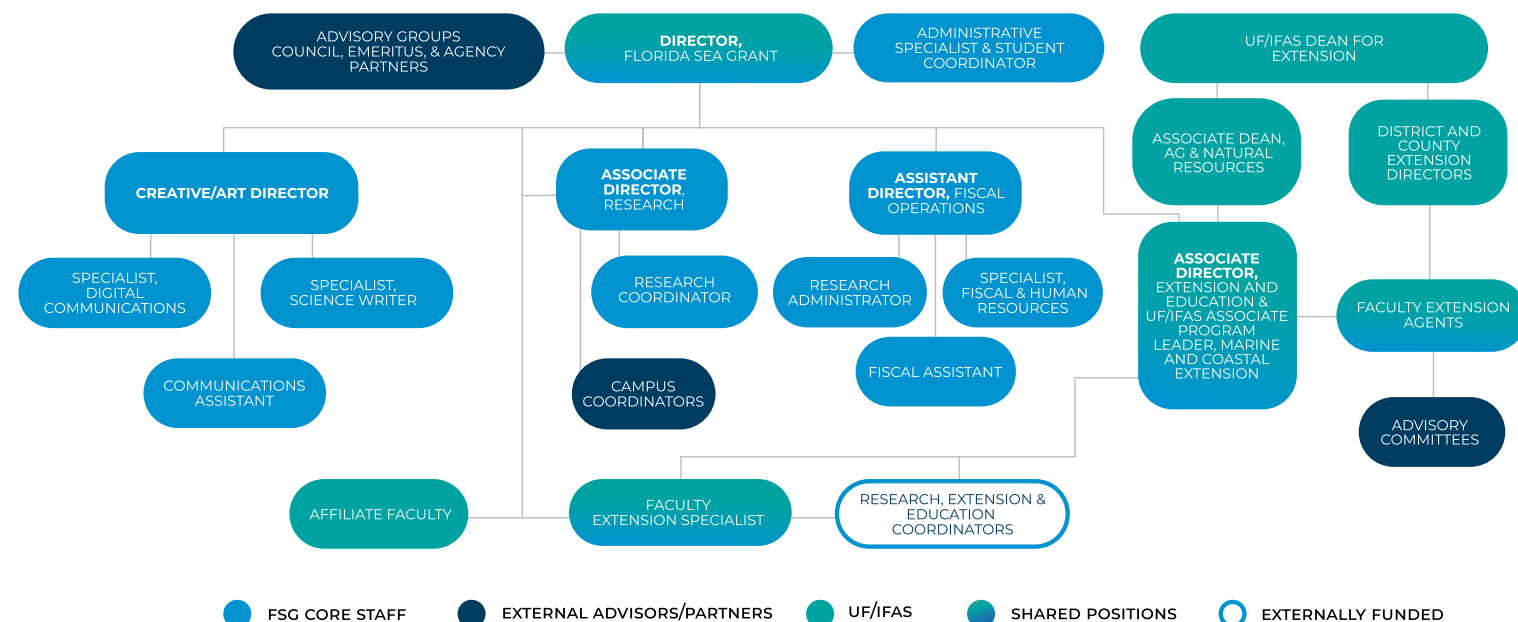 ADVISORY GROUPS
COUNCIL, EMERITUS, & AGENCY
PARTNERS
DIRECTOR,
FLORIDA SEA GRANT
ADMINISTRATIVE
SPECIALIST & STUDENT
COORDINATOR
UF/IFAS DEAN FOR
EXTENSION
ASSOCIATE DEAN,
AG & NATURAL
RESOURCES
DISTRICT AND
COUNTY
EXTENSION
DIRECTORS
CREATIVE/ART DIRECTOR
ASSOCIATE
DIRECTOR,
RESEARCH
ASSISTANT
DIRECTOR, FISCAL
OPERATIONS
SPECIALIST,
DIGITAL
COMMUNICATIONS
SPECIALIST,
SCIENCE WRITER
RESEARCH
COORDINATOR
RESEARCH
ADMINISTRATOR
SPECIALIST,
FISCAL & HUMAN
RESOURCES
ASSOCIATE
DIRECTOR,
EXTENSION AND
EDUCATION &
UF/IFAS ASSOCIATE
PROGRAM
LEADER, MARINE
AND COASTAL
EXTENSION
FACULTY EXTENSION
AGENTS
COMMUNICATIONS
ASSISTANT
CAMPUS
COORDINATORS
FISCAL ASSISTANT
ADVISORY
COMMITTEES
AFFILIATE FACULTY
FACULTY
EXTENSION SPECIALIST
RESEARCH, EXTENSION &
EDUCATION
COORDINATORS
FSG CORE STAFF
EXTERNAL ADVISORS/PARTNERS
UF/IFAS
SHARED POSITIONS
EXTERNALLY FUNDED